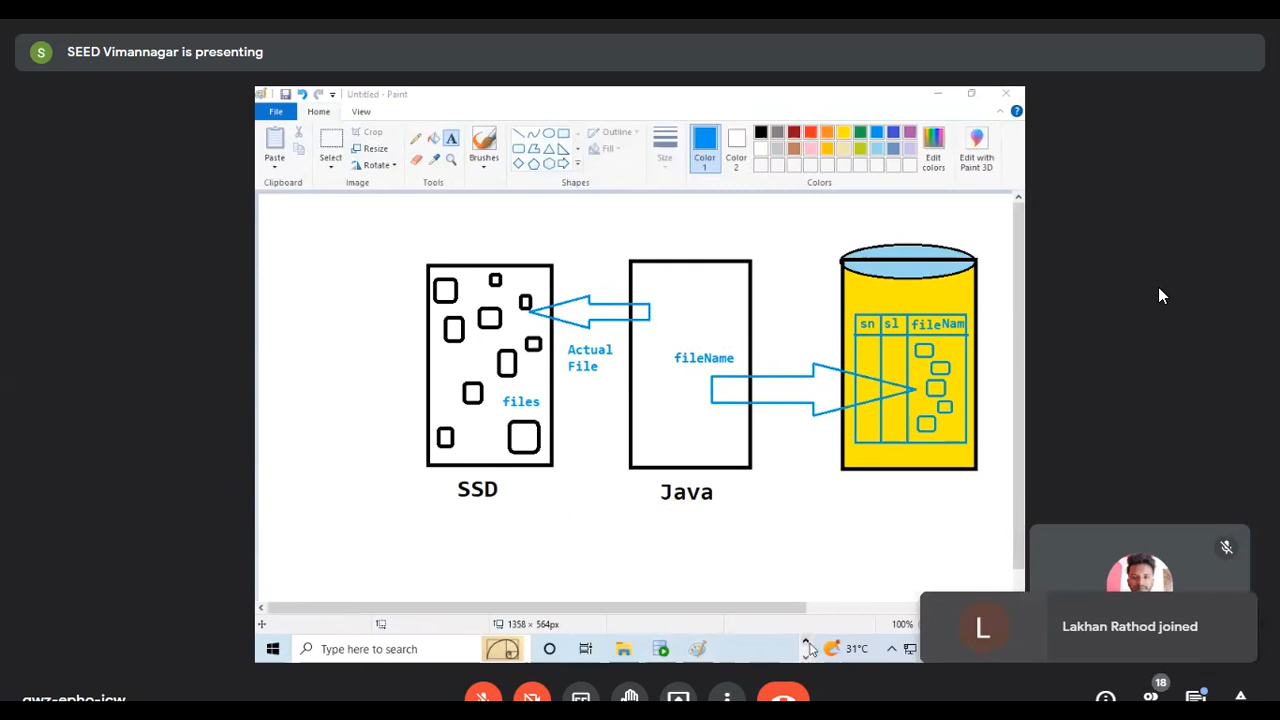 S
SEED Vimannagar is presenting
Untitled - Paint
File
Home
View
Paste
Clipboard
Select
Crop
Resize
Rotate
Image
A
Tools
Brushes
Shapes
Outline
Fill
Size
Color
1
Color
2
Edit
colors
Edit with
Paint 3D
Colors
sn
sl
fileNam
Actual
File
fileName
files
SSD
Java
1358 × 564px
100%
L
Lakhan Rathod joined
Type here to search
31°C
18